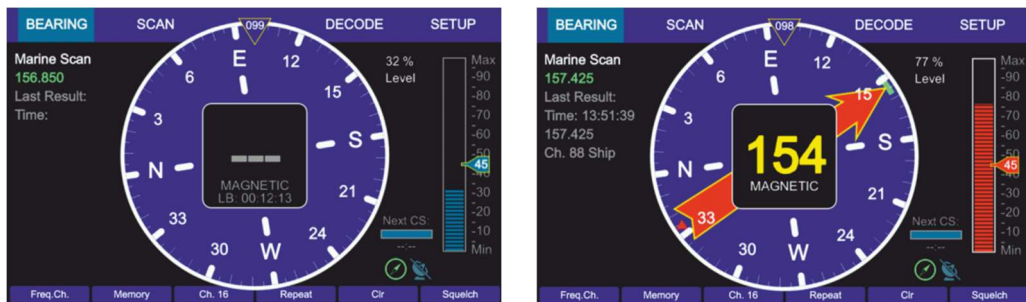 BEARING SCAN 099 DECODE SETUP
Marine Scan
156.850
Last Result:
Time:
E
12
15
S
21
24
W
30
33
N
3
6
---
MAGNETIC
LB: 00:12:13
32 %
Level
Max
-90
-80
-70
-60
-50
45
-30
-20
-10
Min
Next CS:
--:--
Freq.Ch. Memory Ch. 16 Repeat Clr Squelch
BEARING SCAN 098 DECODE SETUP
Marine Scan
157.425
Last Result:
Time: 13:51:39
157.425
Ch. 88 Ship
E
12
15
S
21
24
W
30
33
N
3
6
154
MAGNETIC
77 %
Level
Max
-90
-80
-70
-60
-50
45
-30
-20
-10
Min
Next CS:
--:--
Freq.Ch. Memory Ch. 16 Repeat Clr Squelch